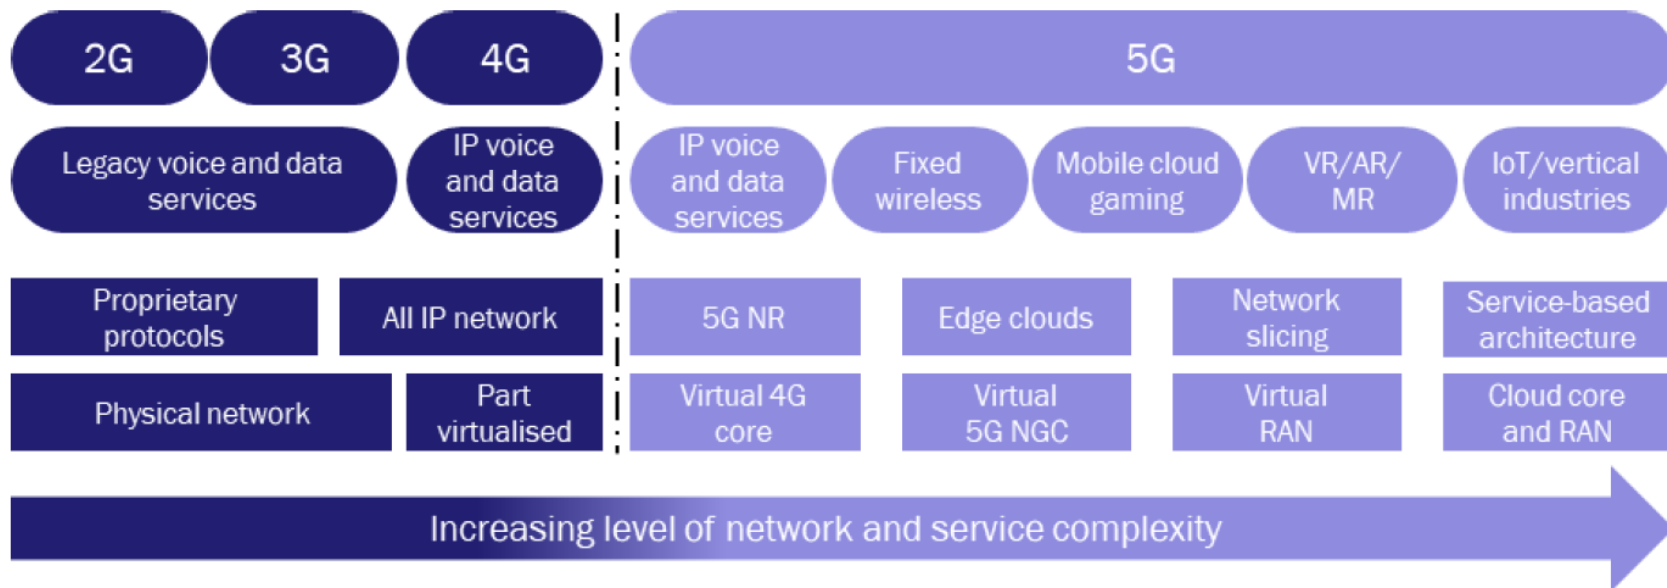 2G
3G
4G
5G
Legacy voice and data
services
IP voice
and data
services
IP voice
and data
services
Fixed
wireless
Mobile cloud
gaming
VR/AR/
MR
IoT/vertical
industries
Proprietary
protocols
All IP network
5G NR
Edge clouds
Network
slicing
Service-based
architecture
Physical network
Part
virtualised
Virtual 4G
core
Virtual
5G NGC
Virtual
RAN
Cloud core
and RAN
Increasing level of network and service complexity